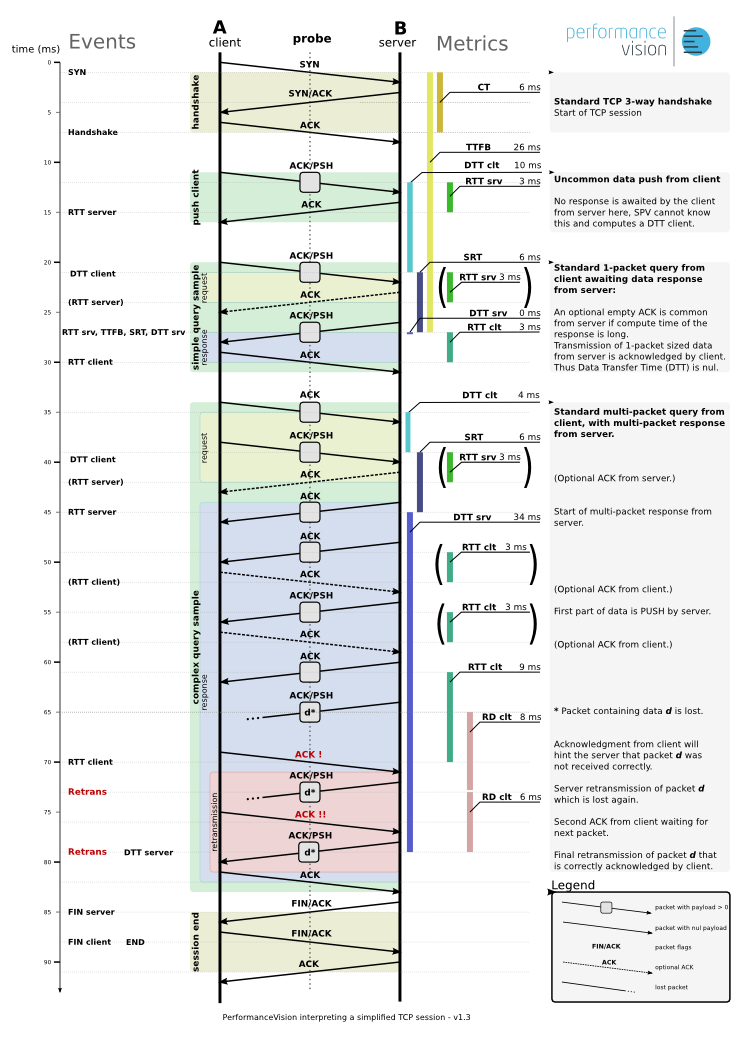 A
B
performance
vision
time (ms)
Events
client
probe
server
Metrics
0
SYN
SYN
handshake
SYN/ACK
CT 6 ms
Standard TCP 3-way handshake
Start of TCP session
5
ACK
Handshake
TTFB 26 ms
10
ACK/PSH
DTT clt 10 ms
push client
RTT srv 3 ms
Uncommon data push from client
No response is awaited by the client
from server here, SPV cannot know
this and computes a DTT client.
ACK
15
RTT server
20
ACK/PSH
SRT 6 ms
DTT client
simple query sample
request
RTT srv 3 ms
Standard 1-packet query from
client awaiting data response
from server:
An optional empty ACK is common
from server if compute time of the
response is long.
Transmission of 1-packet sized data
from server is acknowledged by client.
Thus Data Transfer Time (DTT) is nul.
ACK
(RTT server)
25
ACK/PSH
DTT srv 0 ms
RTT clt 3 ms
RTT srv, TTFB, SRT, DTT srv
response
ACK
30
RTT client
ACK
DTT clt 4 ms
35
Standard multi-packet query from
client, with multi-packet response
from server.
ACK/PSH
request
SRT 6 ms
DTT client
40
RTT srv 3 ms
ACK
(RTT server)
(Optional ACK from server.)
ACK
45
RTT server
DTT srv 34 ms
Start of multi-packet response from
server.
ACK
RTT clt 3 ms
50
ACK
(RTT client)
(Optional ACK from client.)
ACK/PSH
RTT clt 3 ms
First part of data is PUSH by server.
55
ACK
(RTT client)
(Optional ACK from client.)
complex query sample
response
60
ACK
RTT clt 9 ms
ACK/PSH
65
d*
RD clt 8 ms
* Packet containing data d is lost.
Acknowledgment from client will
hint the server that packet d was
not received correctly.
ACK !
70
RTT client
ACK/PSH
75
Retrans
d*
RD clt 6 ms
Server retransmission of packet d
which is lost again.
retransmission
ACK !!
Second ACK from client waiting for
next packet.
ACK/PSH
Retrans DTT server
d*
80
Final retransmission of packet d that
is correctly acknowledged by client.
ACK
Legend
FIN/ACK
85
FIN server
session end
FIN/ACK
FIN client END
90
ACK
packet with payload > 0
packet with nul payload
FIN/ACK packet flags
ACK optional ACK
lost packet
PerformanceVision interpreting a simplified TCP session - v1.3